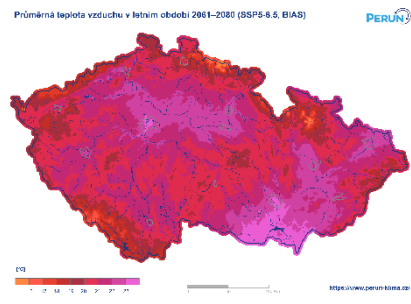 Průměrná teplota vzduchu v letním období 2061–2080 (SSP5-8.5, BIAS)
PERUN
[°C]
https://www.perun-klima.cz/